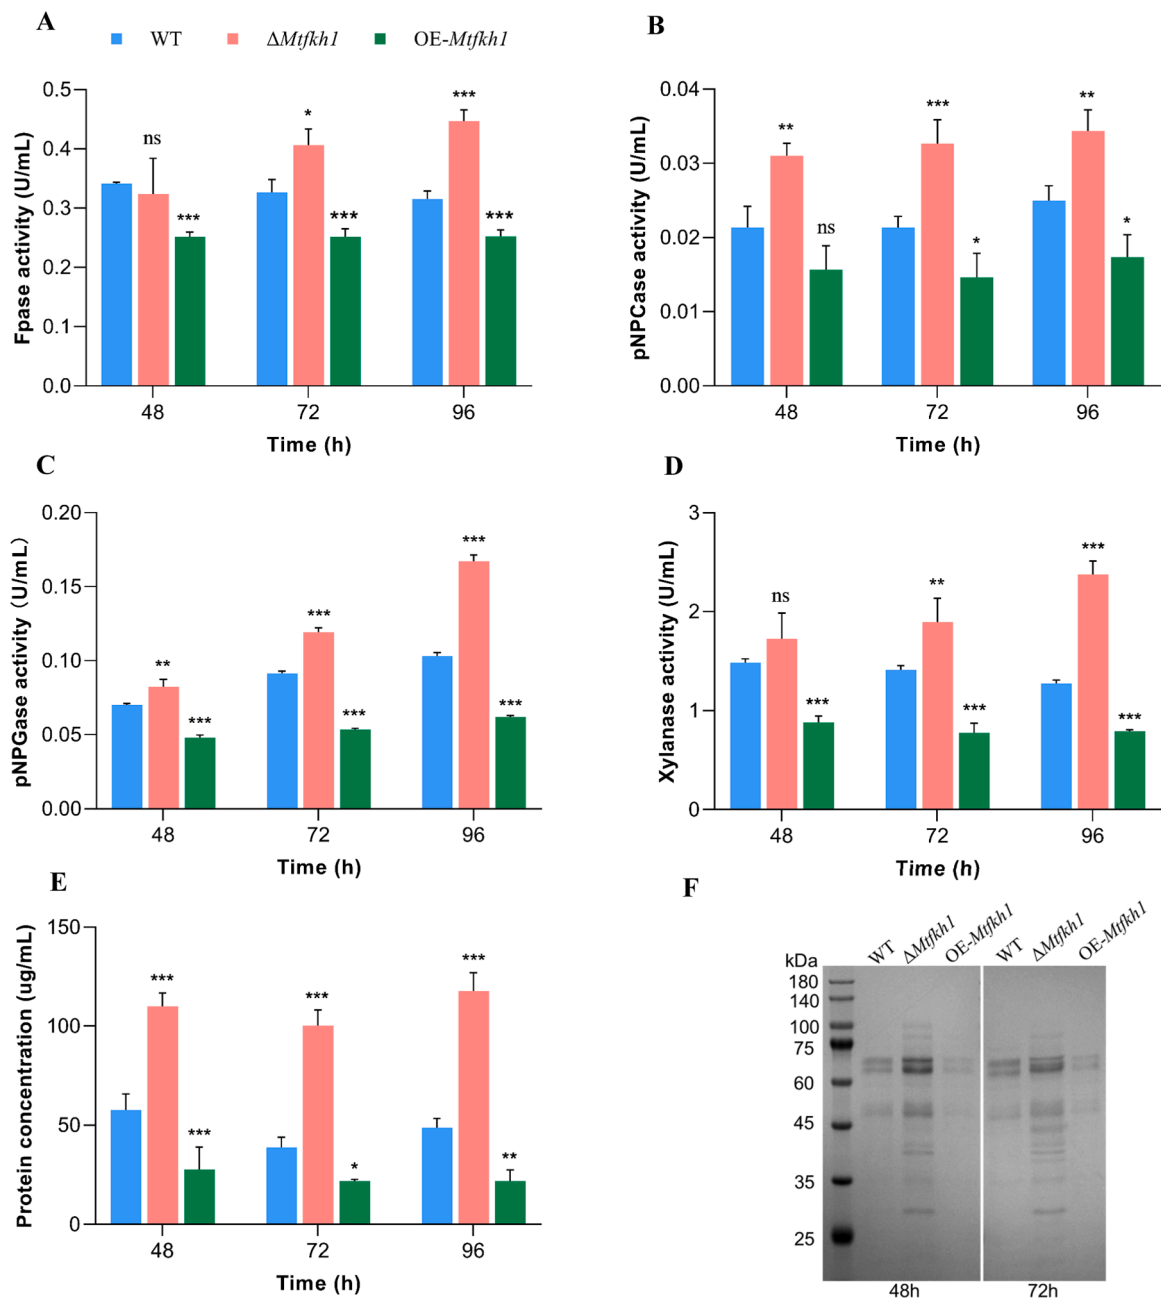 A
WT ΔMtfkh1 OE-Mtfkh1
Fpase activity (U/mL)
0.5
0.4
0.3
0.2
0.1
0.0
ns *** * *** *** ***
48 72 96
Time (h)
B
pNPCase activity (U/mL)
0.04
0.03
0.02
0.01
0.00
** ns *** * ** *
48 72 96
Time (h)
C
pNPGase activity（U/mL）
0.20
0.15
0.10
0.05
0.00
** *** *** *** *** ***
48 72 96
Time (h)
D
Xylanase activity (U/mL)
3
2
1
0
ns *** ** *** *** ***
48 72 96
Time (h)
E
Protein concentration (ug/mL)
150
100
50
0
*** *** *** * *** **
48 72 96
Time (h)
F
WT ΔMtfkh1 OE-Mtfkh1 WT ΔMtfkh1 OE-Mtfkh1
kDa
180
140
100
75
60
45
35
25
48h 72h